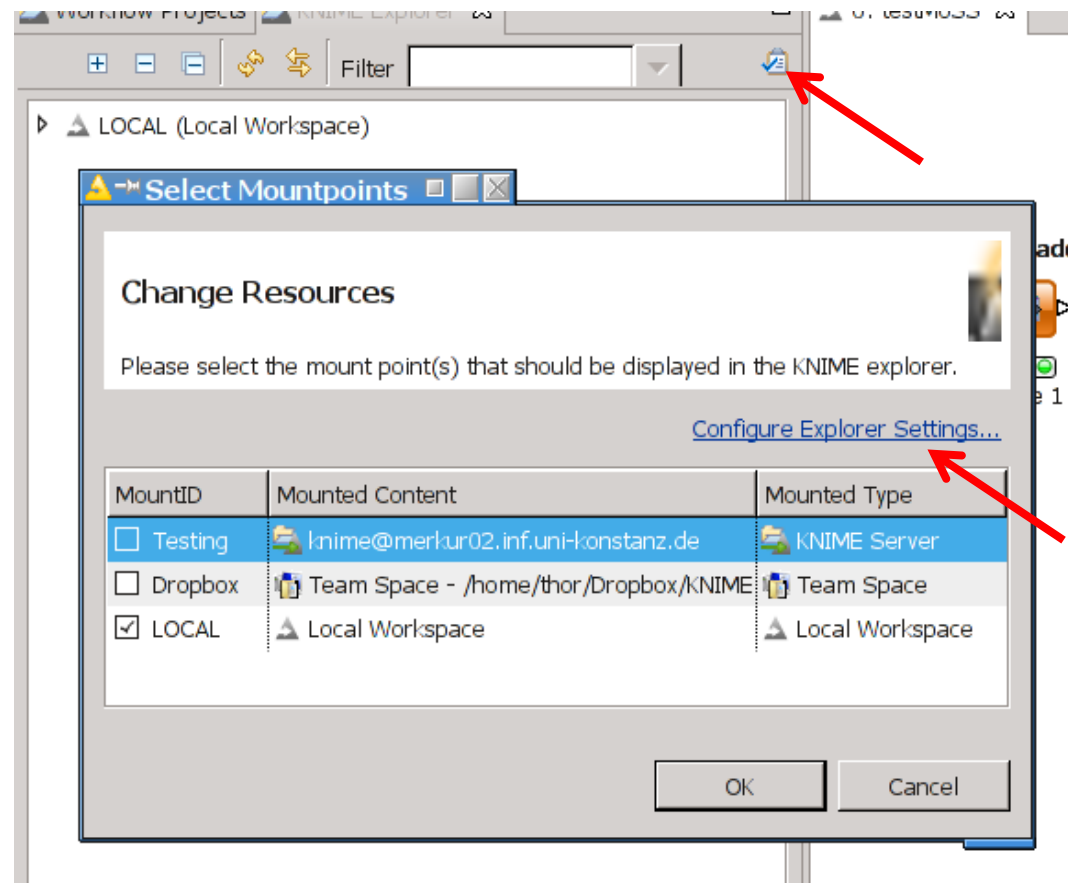 Workflow Projects KNIME Explorer 0: testMoSS
Filter
LOCAL (Local Workspace)
Select Mountpoints
Change Resources
Please select the mount point(s) that should be displayed in the KNIME explorer.
Configure Explorer Settings...
MountID Mounted Content Mounted Type
Testing knime@merkur02.inf.uni-konstanz.de KNIME Server
Dropbox Team Space - /home/thor/Dropbox/KNIME Team Space
LOCAL Local Workspace Local Workspace
OK Cancel